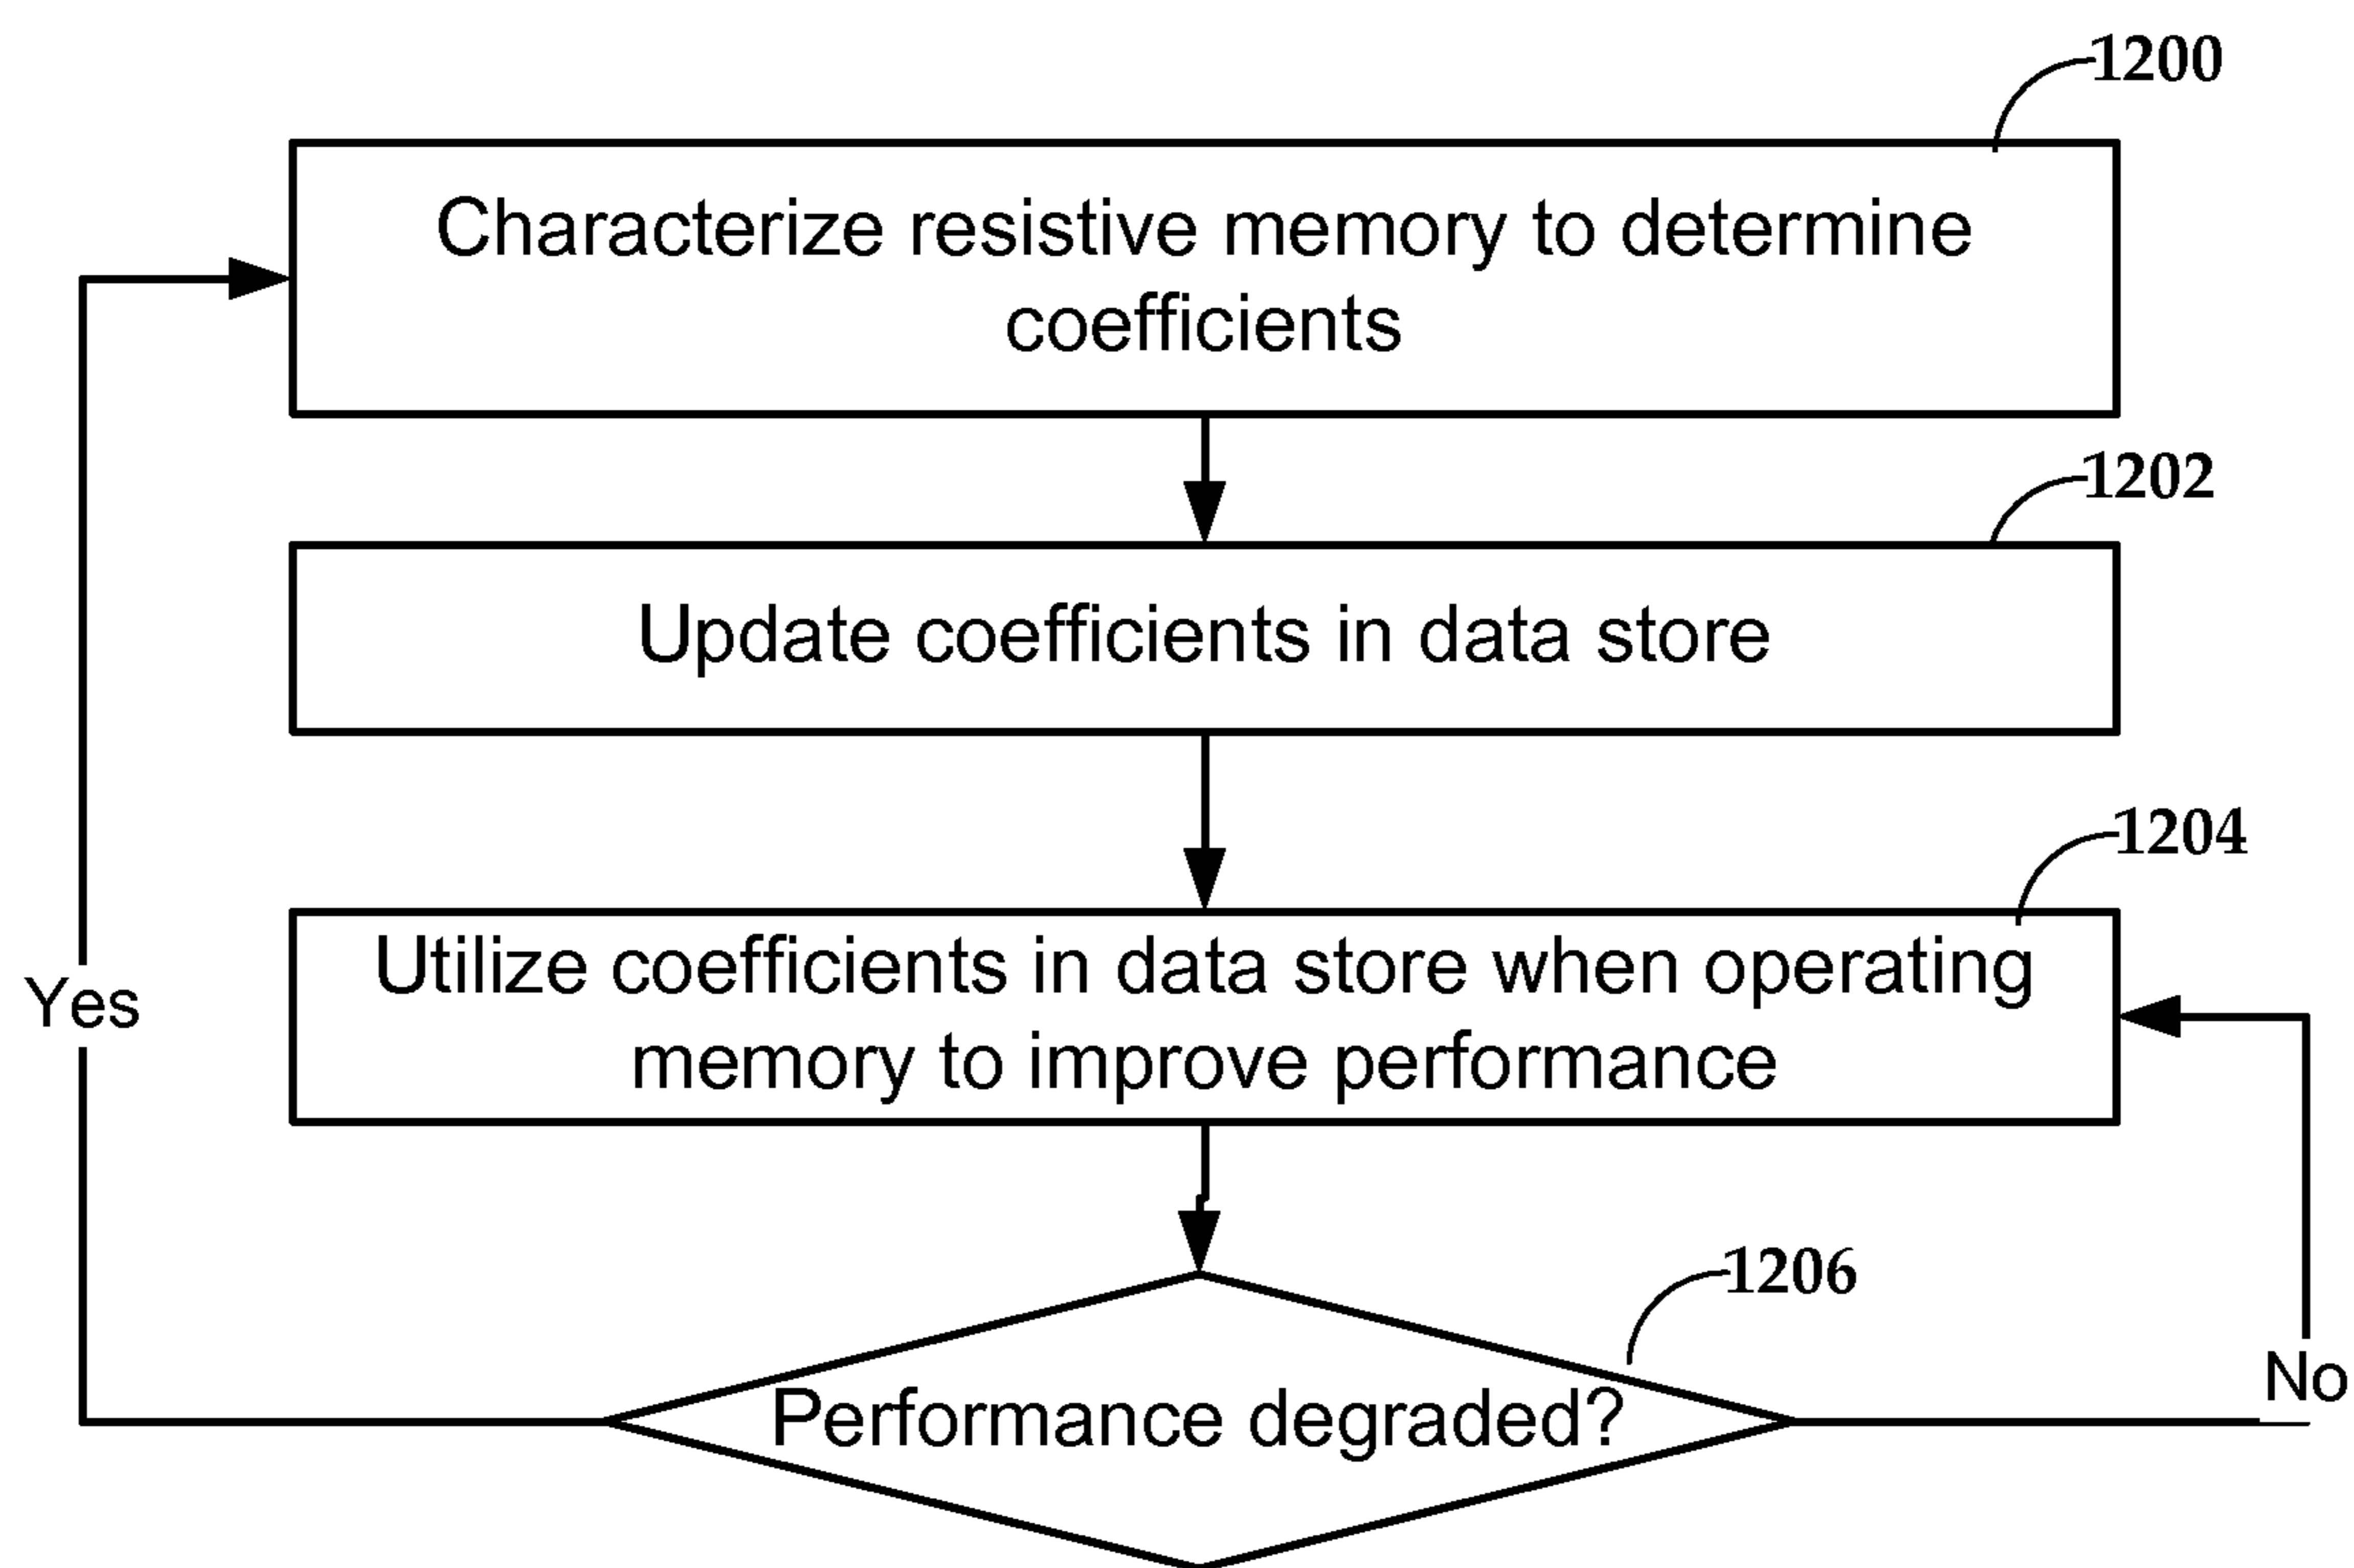 1200
Characterize resistive memory to determine
coefficients
1202
Update coefficients in data store
1204
Utilize coefficients in data store when operating
memory to improve performance
Yes
1206
Performance degraded?
No